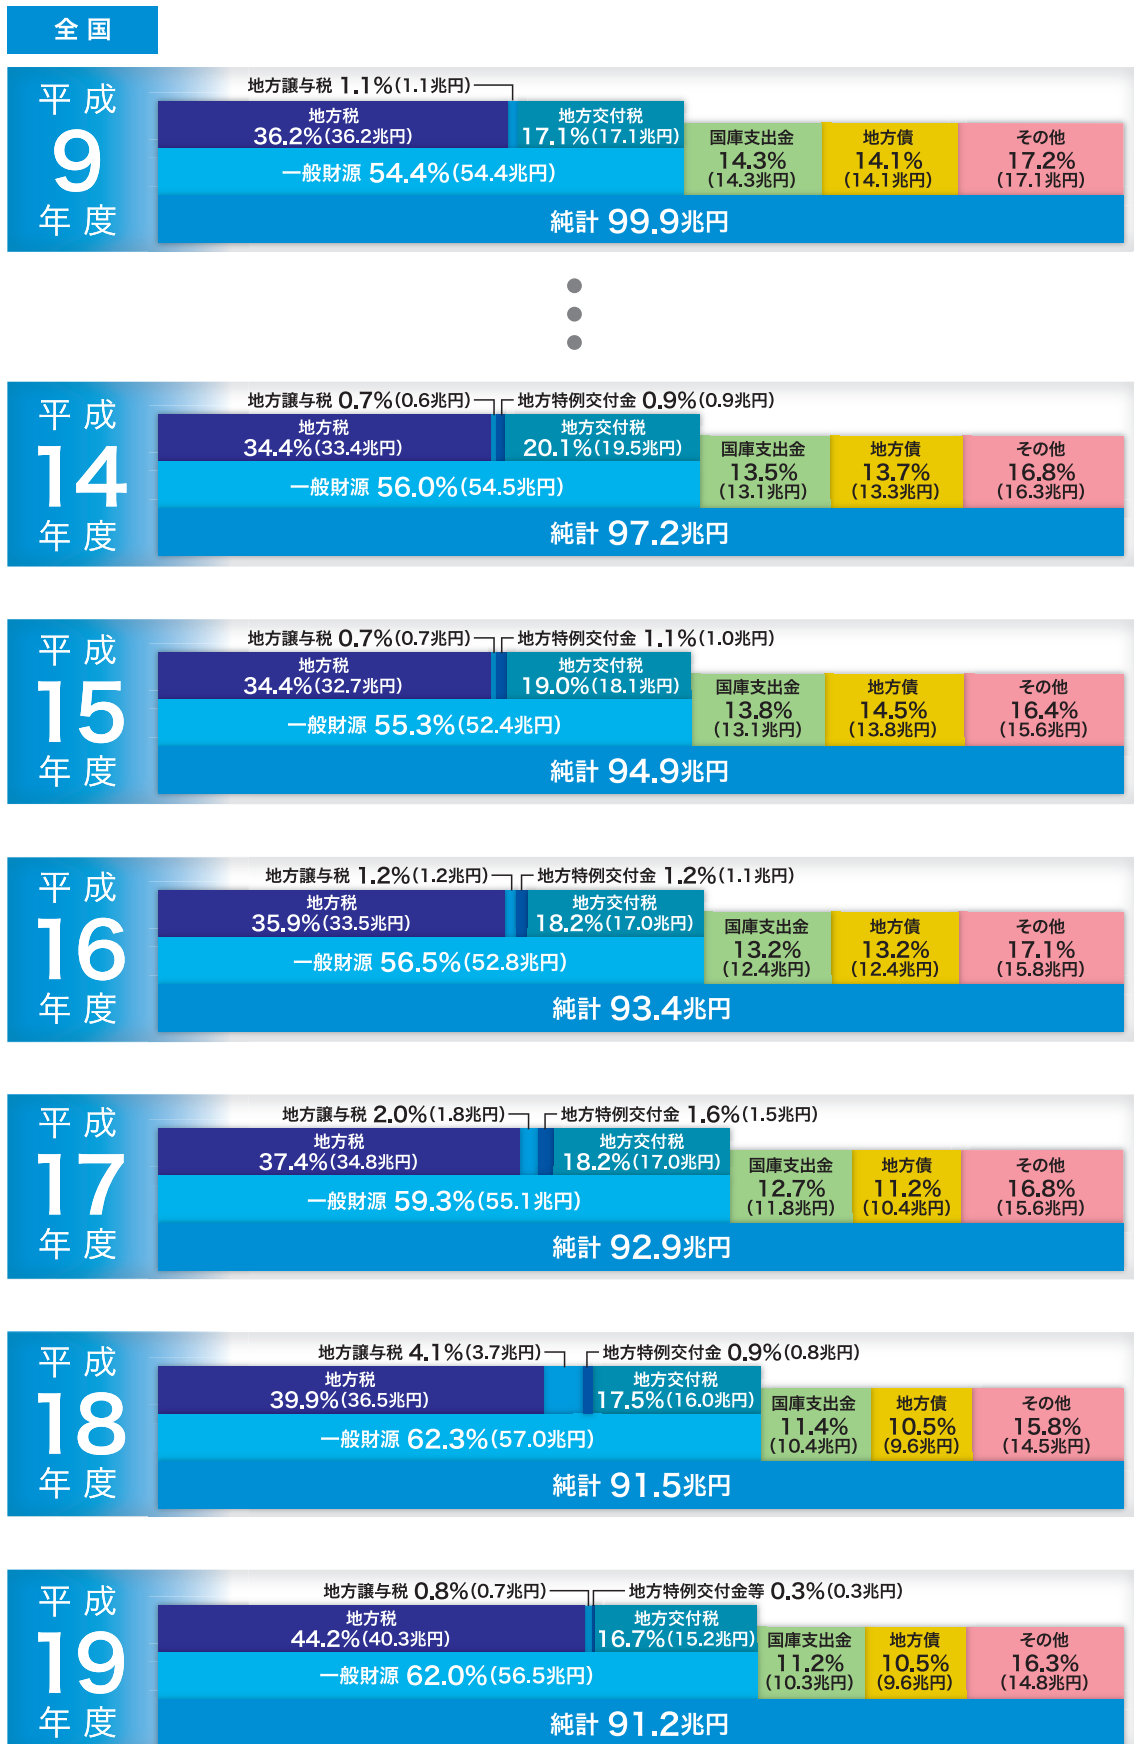 全国
平成
9
年度
地方譲与税 1.1%(1.1兆円)
地方税
36.2%(36.2兆円)
地方交付税
17.1%(17.1兆円)
国庫支出金
14.3%
(14.3兆円)
地方債
14.1%
(14.1兆円)
その他
17.2%
(17.1兆円)
一般財源 54.4%(54.4兆円)
純計 99.9兆円
平成
14
年度
地方譲与税 0.7%(0.6兆円)
地方特例交付金 0.9%(0.9兆円)
地方税
34.4%(33.4兆円)
地方交付税
20.1%(19.5兆円)
国庫支出金
13.5%
(13.1兆円)
地方債
13.7%
(13.3兆円)
その他
16.8%
(16.3兆円)
一般財源 56.0%(54.5兆円)
純計 97.2兆円
平成
15
年度
地方譲与税 0.7%(0.7兆円)
地方特例交付金 1.1%(1.0兆円)
地方税
34.4%(32.7兆円)
地方交付税
19.0%(18.1兆円)
国庫支出金
13.8%
(13.1兆円)
地方債
14.5%
(13.8兆円)
その他
16.4%
(15.6兆円)
一般財源 55.3%(52.4兆円)
純計 94.9兆円
平成
16
年度
地方譲与税 1.2%(1.2兆円)
地方特例交付金 1.2%(1.1兆円)
地方税
35.9%(33.5兆円)
地方交付税
18.2%(17.0兆円)
国庫支出金
13.2%
(12.4兆円)
地方債
13.2%
(12.4兆円)
その他
17.1%
(15.8兆円)
一般財源 56.5%(52.8兆円)
純計 93.4兆円
平成
17
年度
地方譲与税 2.0%(1.8兆円)
地方特例交付金 1.6%(1.5兆円)
地方税
37.4%(34.8兆円)
地方交付税
18.2%(17.0兆円)
国庫支出金
12.7%
(11.8兆円)
地方債
11.2%
(10.4兆円)
その他
16.8%
(15.6兆円)
一般財源 59.3%(55.1兆円)
純計 92.9兆円
平成
18
年度
地方譲与税 4.1%(3.7兆円)
地方特例交付金 0.9%(0.8兆円)
地方税
39.9%(36.5兆円)
地方交付税
17.5%(16.0兆円)
国庫支出金
11.4%
(10.4兆円)
地方債
10.5%
(9.6兆円)
その他
15.8%
(14.5兆円)
一般財源 62.3%(57.0兆円)
純計 91.5兆円
平成
19
年度
地方譲与税 0.8%(0.7兆円)
地方特例交付金等 0.3%(0.3兆円)
地方税
44.2%(40.3兆円)
地方交付税
16.7%(15.2兆円)
国庫支出金
11.2%
(10.3兆円)
地方債
10.5%
(9.6兆円)
その他
16.3%
(14.8兆円)
一般財源 62.0%(56.5兆円)
純計 91.2兆円